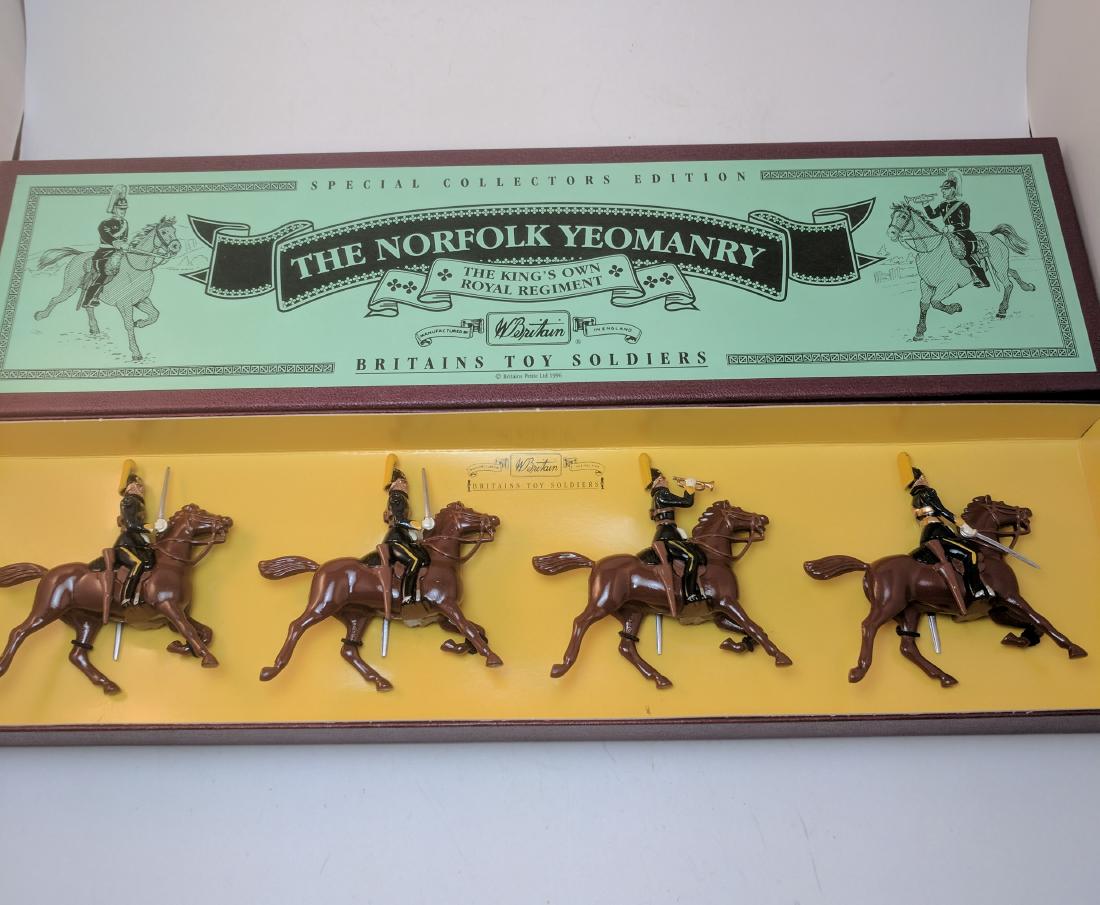 SPECIAL COLLECTORS EDITION
THE NORFOLK YEOMANRY
THE KING'S OWN
ROYAL REGIMENT
MANUFACTURED BY
W Britain
IN ENGLAND
®
BRITAINS TOY SOLDIERS
© Britains Petite Ltd 1996
W Britain
BRITAINS TOY SOLDIERS